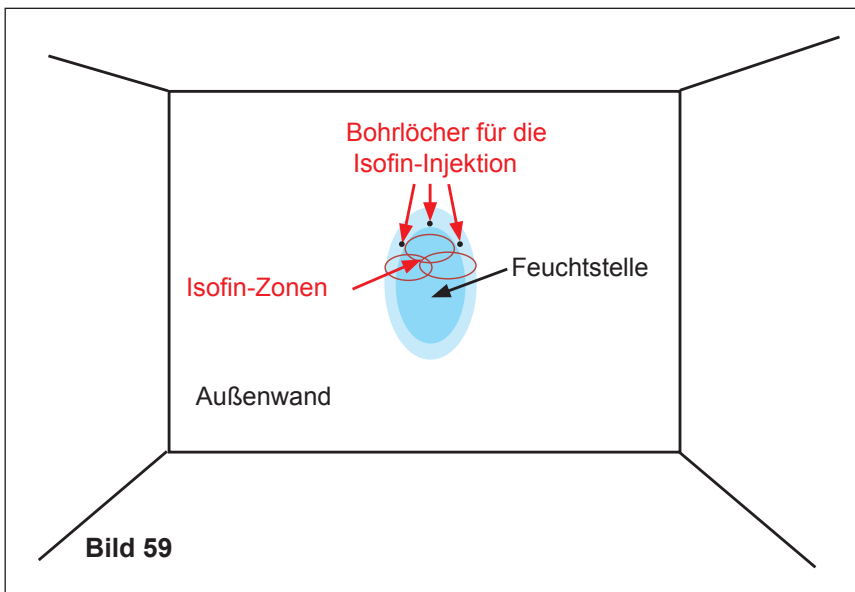 Bohrlöcher für die
Isofin-Injektion
Feuchtstelle
Isofin-Zonen
Außenwand
Bild 59